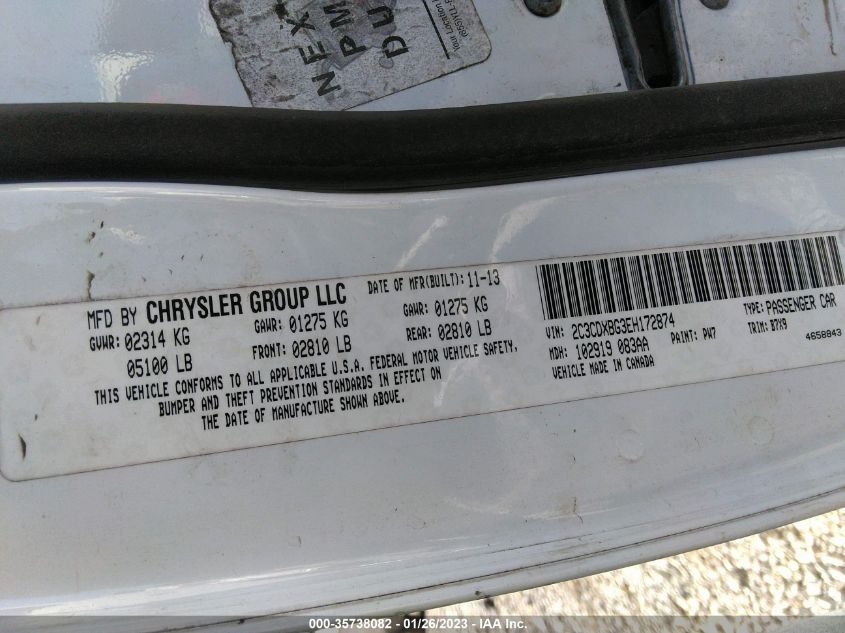 NEX
PM
DU
Your Location
MFD BY CHRYSLER GROUP LLC
DATE OF MFR(BUILT): 11-13
GVWR: 02314 KG
GAWR: 01275 KG
GAWR: 01275 KG
05100 LB
FRONT: 02810 LB
REAR: 02810 LB
THIS VEHICLE CONFORMS TO ALL APPLICABLE U.S.A. FEDERAL MOTOR VEHICLE SAFETY,
BUMPER AND THEFT PREVENTION STANDARDS IN EFFECT ON
THE DATE OF MANUFACTURE SHOWN ABOVE.
VIN: 2C3CDXBG3EH172874
TYPE: PASSENGER CAR
MDH: 102919 083AA
PAINT: PW7
TRIM: B7X9
VEHICLE MADE IN CANADA
4658843
000-35738082 - 01/26/2023 - IAA Inc.